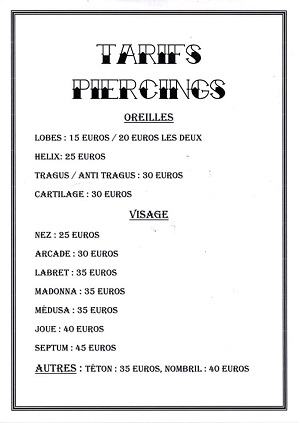 TARIFS
PIERCINGS
OREILLES
LOBES : 15 EUROS / 20 EUROS LES DEUX
HELIX: 25 EUROS
TRAGUS / ANTI TRAGUS : 30 EUROS
CARTILAGE : 30 EUROS
VISAGE
NEZ : 25 EUROS
ARCADE : 30 EUROS
LABRET : 35 EUROS
MADONNA : 35 EUROS
MÉDUSA : 35 EUROS
JOUE : 40 EUROS
SEPTUM : 45 EUROS
AUTRES : TÉTON : 35 EUROS, NOMBRIL : 40 EUROS